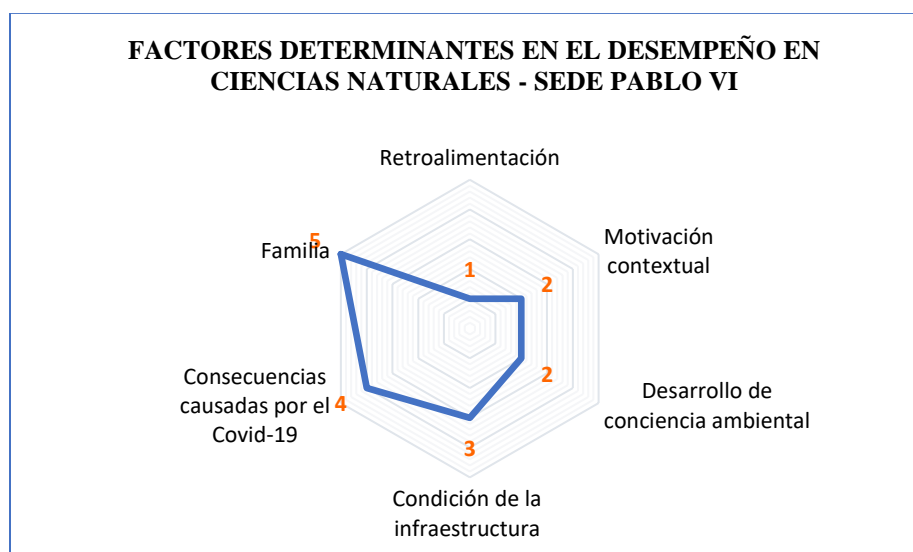 FACTORES DETERMINANTES EN EL DESEMPEÑO EN
CIENCIAS NATURALES - SEDE PABLO VI
Retroalimentación
Motivación
contextual
Desarrollo de
conciencia ambiental
Condición de la
infraestructura
Consecuencias
causadas por el
Covid-19
Familia
1
2
2
3
4
5